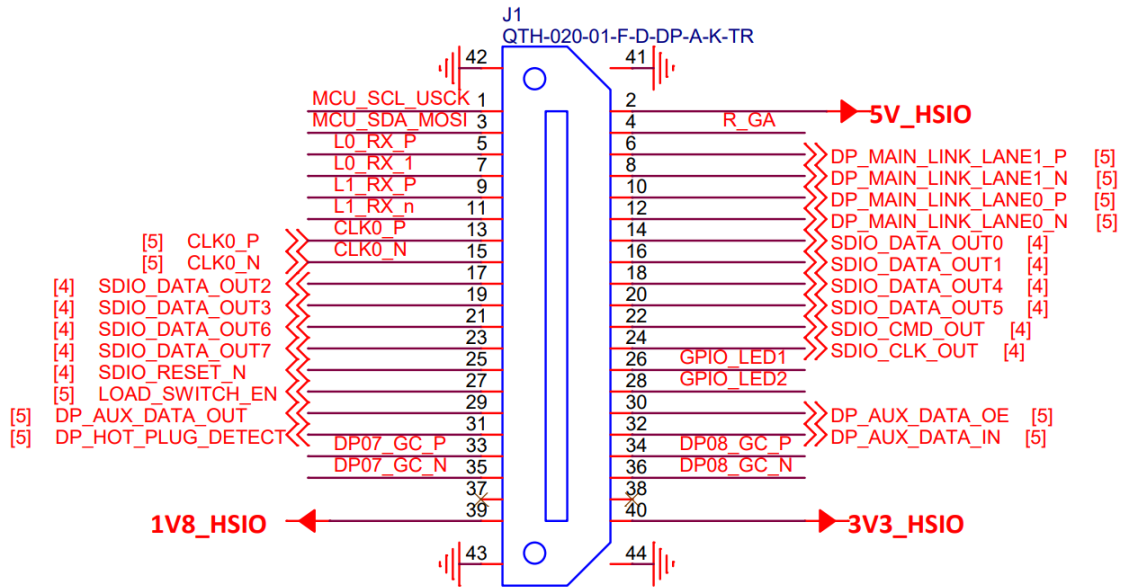 J1
QTH-020-01-F-D-DP-A-K-TR
42 41
MCU_SCL_USCK 1 2 5V_HSIO
MCU_SDA_MOSI 3 4 R_GA
L0_RX_P 5 6 DP_MAIN_LINK_LANE1_P [5]
L0_RX_1 7 8 DP_MAIN_LINK_LANE1_N [5]
L1_RX_P 9 10 DP_MAIN_LINK_LANE0_P [5]
L1_RX_n 11 12 DP_MAIN_LINK_LANE0_N [5]
[5] CLK0_P CLK0_P 13 14 SDIO_DATA_OUT0 [4]
[5] CLK0_N CLK0_N 15 16 SDIO_DATA_OUT1 [4]
[4] SDIO_DATA_OUT2 17 18 SDIO_DATA_OUT4 [4]
[4] SDIO_DATA_OUT3 19 20 SDIO_DATA_OUT5 [4]
[4] SDIO_DATA_OUT6 21 22 SDIO_CMD_OUT [4]
[4] SDIO_DATA_OUT7 23 24 SDIO_CLK_OUT [4]
[4] SDIO_RESET_N 25 26 GPIO_LED1
[5] LOAD_SWITCH_EN 27 28 GPIO_LED2
[5] DP_AUX_DATA_OUT 29 30 DP_AUX_DATA_OE [5]
[5] DP_HOT_PLUG_DETECT 31 32 DP_AUX_DATA_IN [5]
DP07_GC_P 33 34 DP08_GC_P
DP07_GC_N 35 36 DP08_GC_N
37 38
1V8_HSIO 39 40 3V3_HSIO
43 44